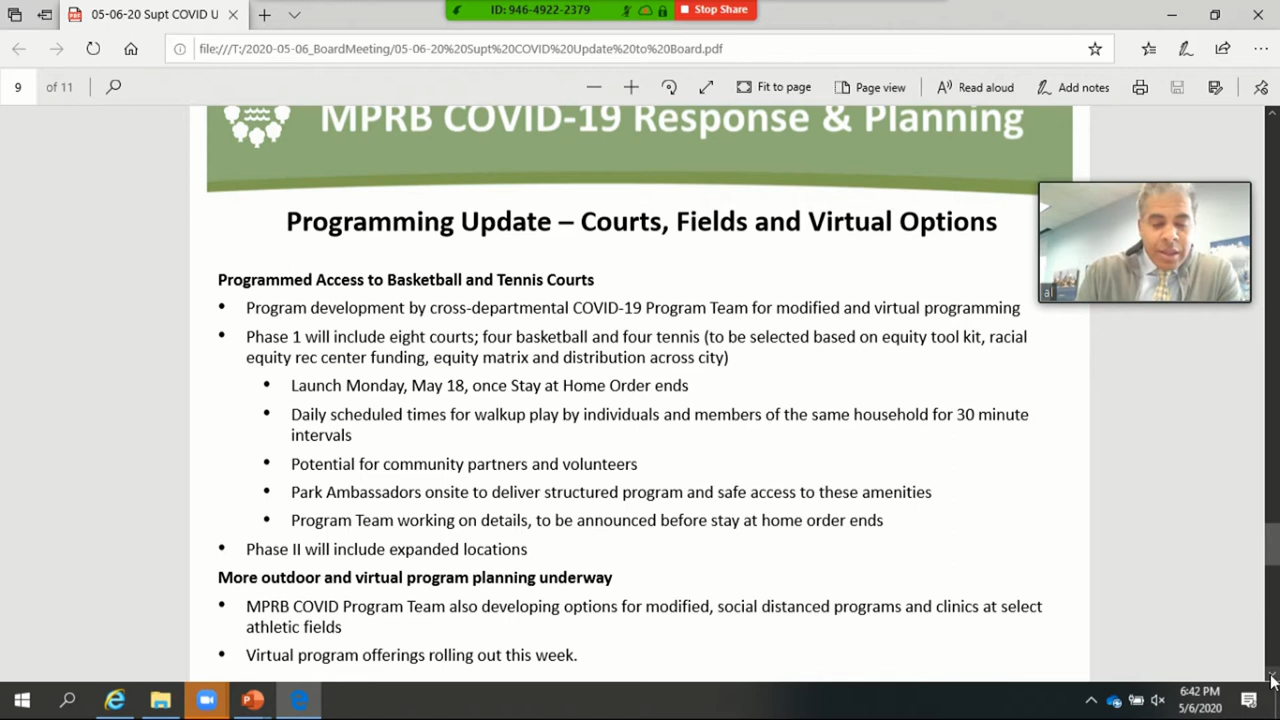 05-06-20 Supt COVID U
ID: 946-4922-2379
Stop Share
file:///T:/2020-05-06_BoardMeeting/05-06-20%20Supt%20COVID%20Update%20to%20Board.pdf
9 of 11
Fit to page
Page view
Read aloud
Add notes
MPRB COVID-19 Response & Planning
Programming Update – Courts, Fields and Virtual Options
Programmed Access to Basketball and Tennis Courts
• Program development by cross-departmental COVID-19 Program Team for modified and virtual programming
• Phase 1 will include eight courts; four basketball and four tennis (to be selected based on equity tool kit, racial
equity rec center funding, equity matrix and distribution across city)
• Launch Monday, May 18, once Stay at Home Order ends
• Daily scheduled times for walkup play by individuals and members of the same household for 30 minute
intervals
• Potential for community partners and volunteers
• Park Ambassadors onsite to deliver structured program and safe access to these amenities
• Program Team working on details, to be announced before stay at home order ends
• Phase II will include expanded locations
More outdoor and virtual program planning underway
• MPRB COVID Program Team also developing options for modified, social distanced programs and clinics at select
athletic fields
• Virtual program offerings rolling out this week.
al
6:42 PM
5/6/2020